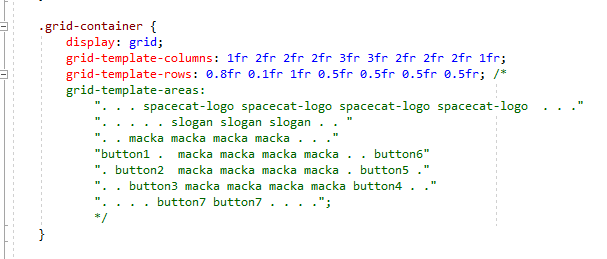 .grid-container {
display: grid;
grid-template-columns: 1fr 2fr 2fr 2fr 3fr 3fr 2fr 2fr 2fr 1fr;
grid-template-rows: 0.8fr 0.1fr 1fr 0.5fr 0.5fr 0.5fr 0.5fr; /*
grid-template-areas:
". . . spacecat-logo spacecat-logo spacecat-logo spacecat-logo  . . ."
". . . . . slogan slogan slogan . . "
". . macka macka macka macka . . ."
"button1 .  macka macka macka macka . . button6"
". button2  macka macka macka macka . button5 ."
". . button3 macka macka macka macka button4 . ."
". . . . button7 button7 . . . .";
*/
}